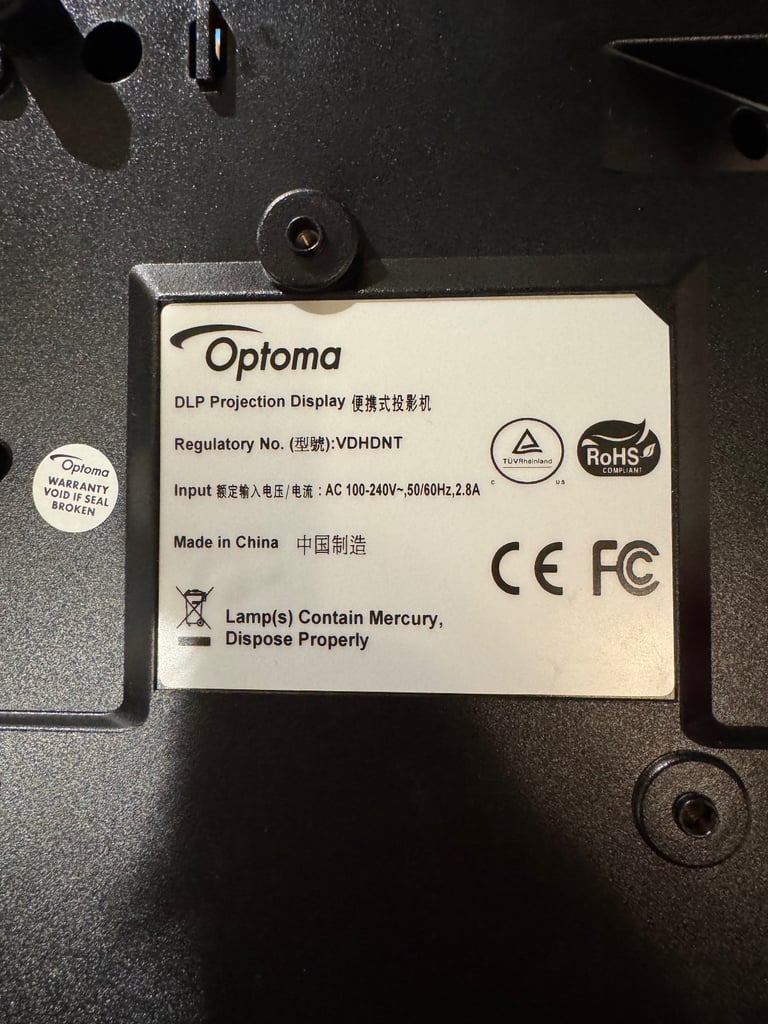 Optoma
DLP Projection Display 便携式投影机
Regulatory No. (型號):VDHDNT
Input 额定输入电压/电流 : AC 100-240V~,50/60Hz,2.8A
Made in China 中国制造
Lamp(s) Contain Mercury,
Dispose Properly
TÜVRheinland
C US
RoHS
COMPLIANT
CE FC
Optoma
WARRANTY
VOID IF SEAL
BROKEN